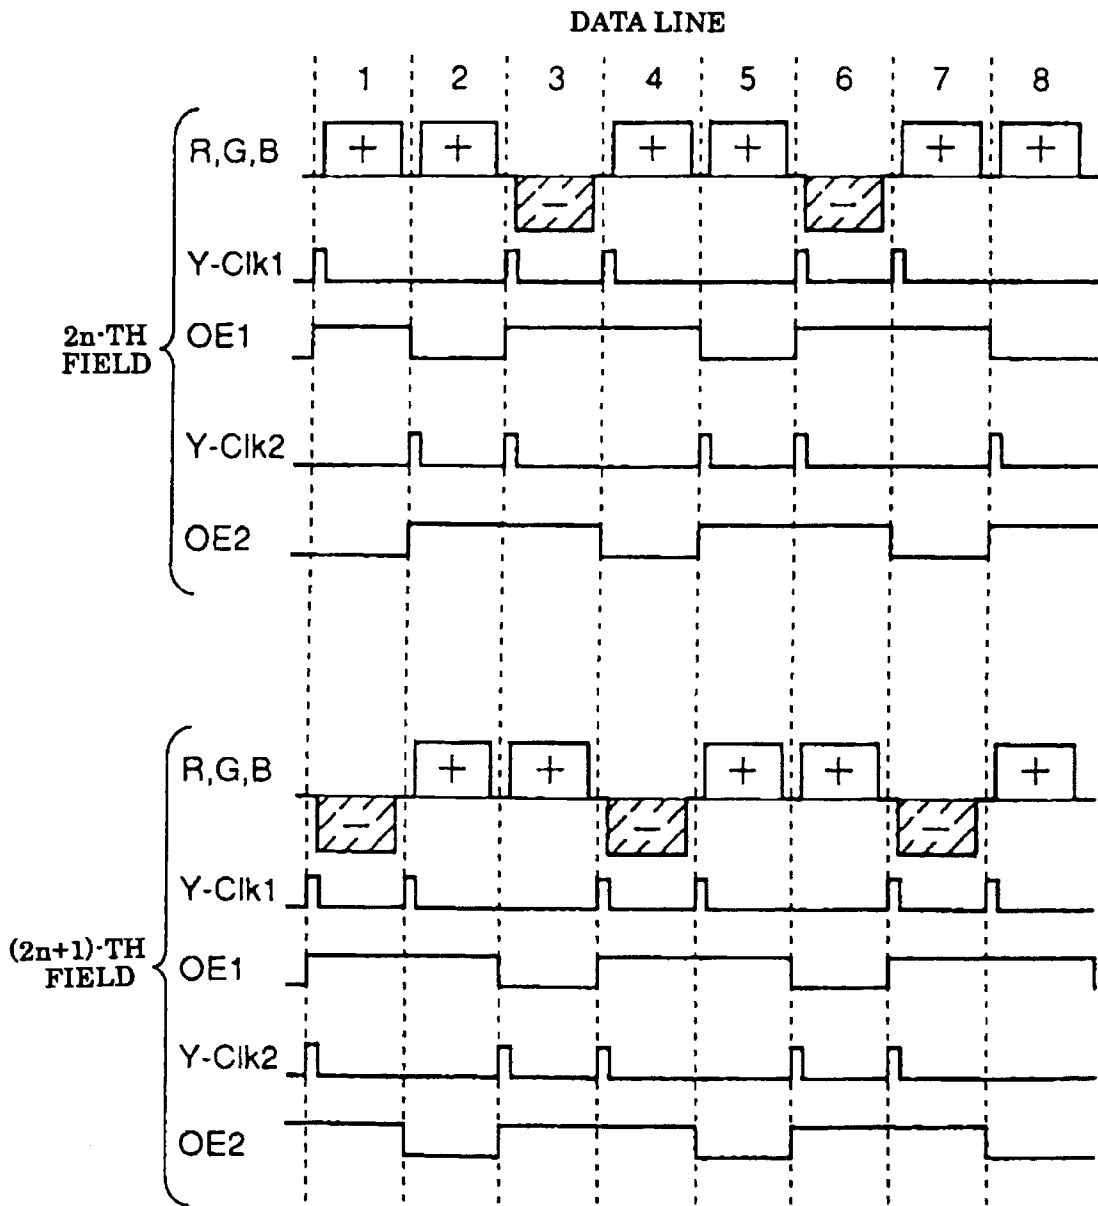 DATA LINE
1 2 3 4 5 6 7 8
R,G,B
+ + − + + − + +
Y-Clk1
OE1
2n-TH
FIELD
Y-Clk2
OE2
R,G,B
− + + − + + − +
Y-Clk1
OE1
(2n+1)-TH
FIELD
Y-Clk2
OE2